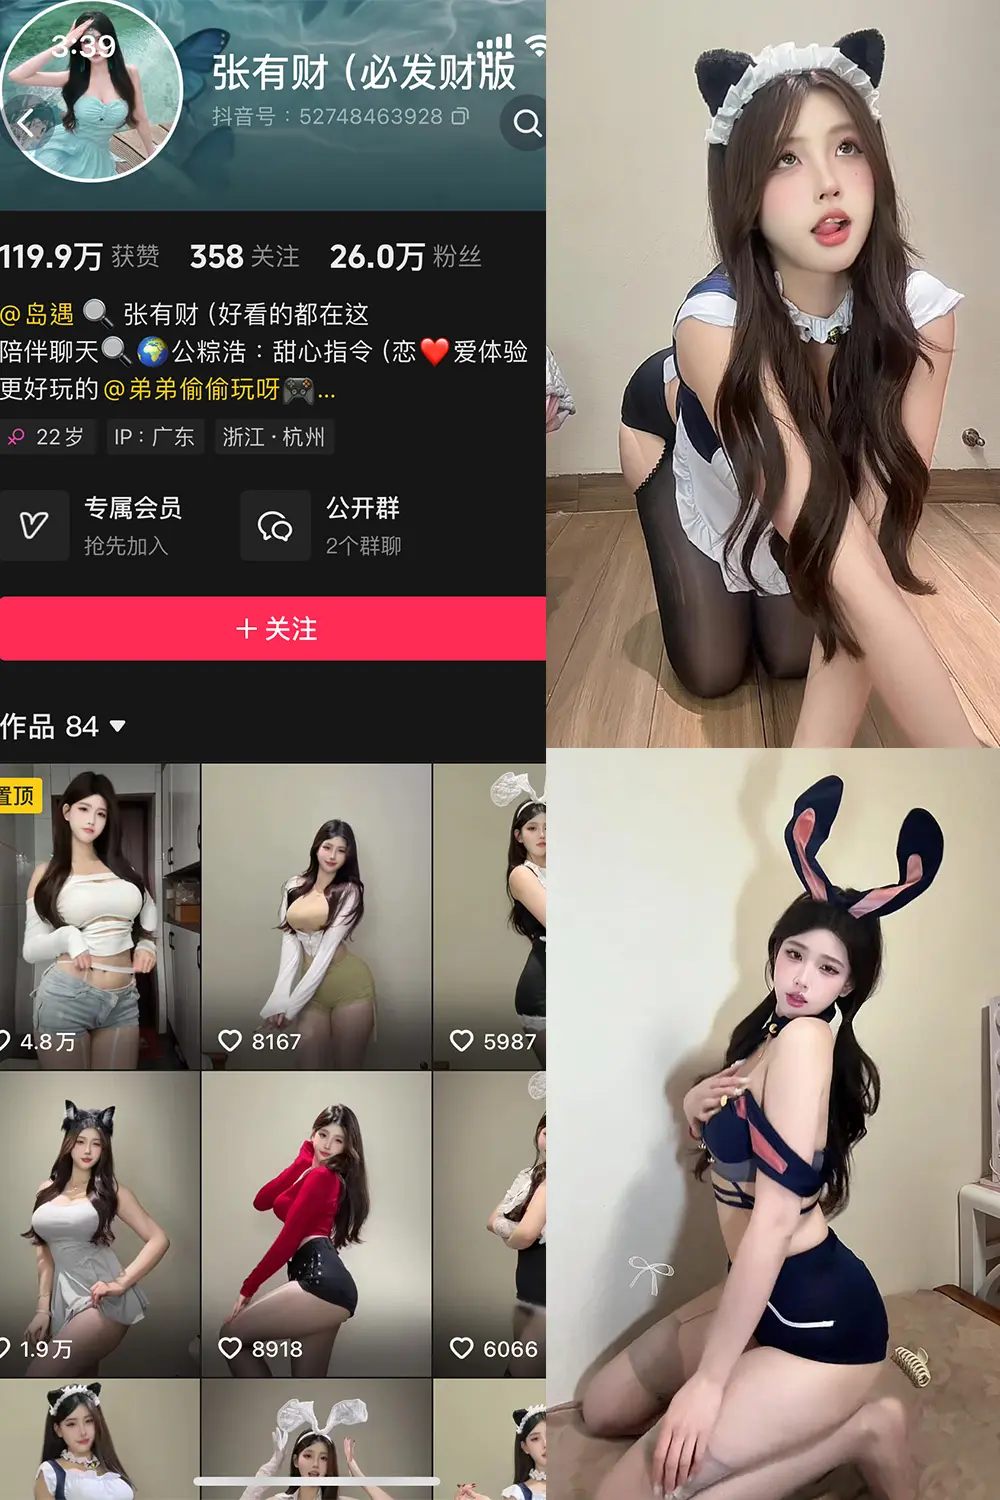 3:39
张有财（必发财版
抖音号：52748463928
119.9万 获赞 358 关注 26.0万 粉丝
@岛遇🔍 张有财（好看的都在这
陪伴聊天🔍🌍公粽浩：甜心指令（恋❤️爱体验
更好玩的@弟弟偷偷玩呀🎮...
22岁 IP：广东 浙江·杭州
专属会员 公开群
抢先加入 2个群聊
+ 关注
作品 84
置顶
4.8万 8167 5987
1.9万 8918 6066